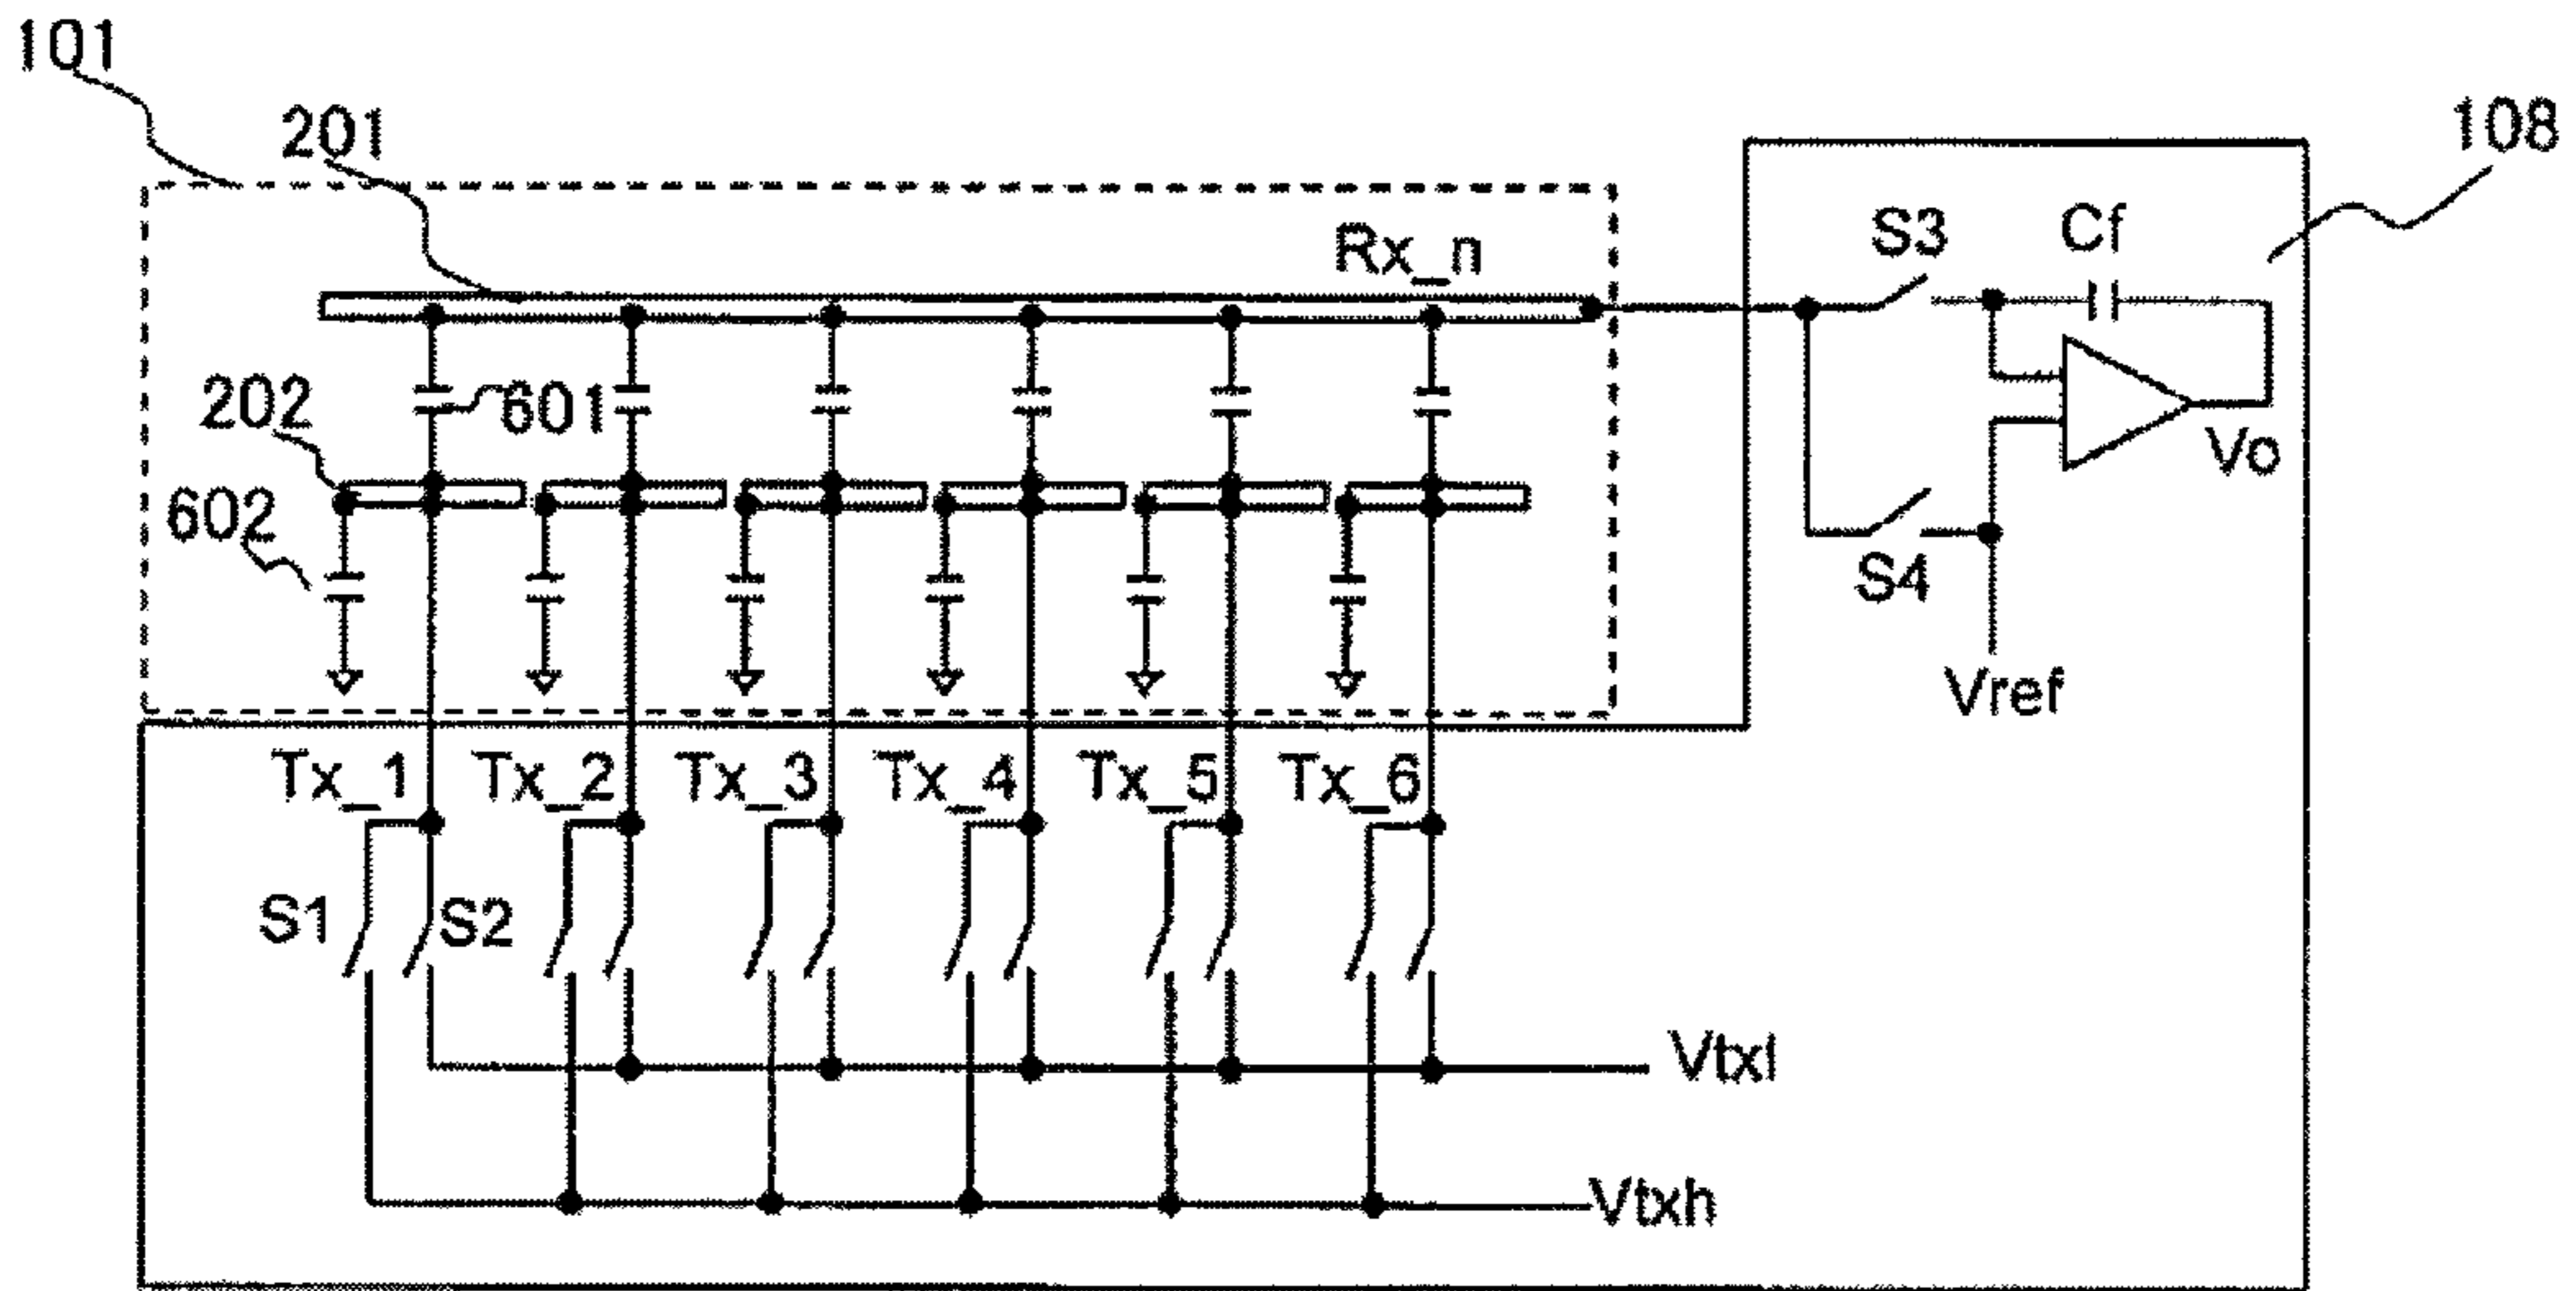 101
201
108
Rx_n
S3
Cf
202
601
Vo
602
S4
Vref
Tx_1 Tx_2 Tx_3 Tx_4 Tx_5 Tx_6
S1
S2
Vtxl
Vtxh